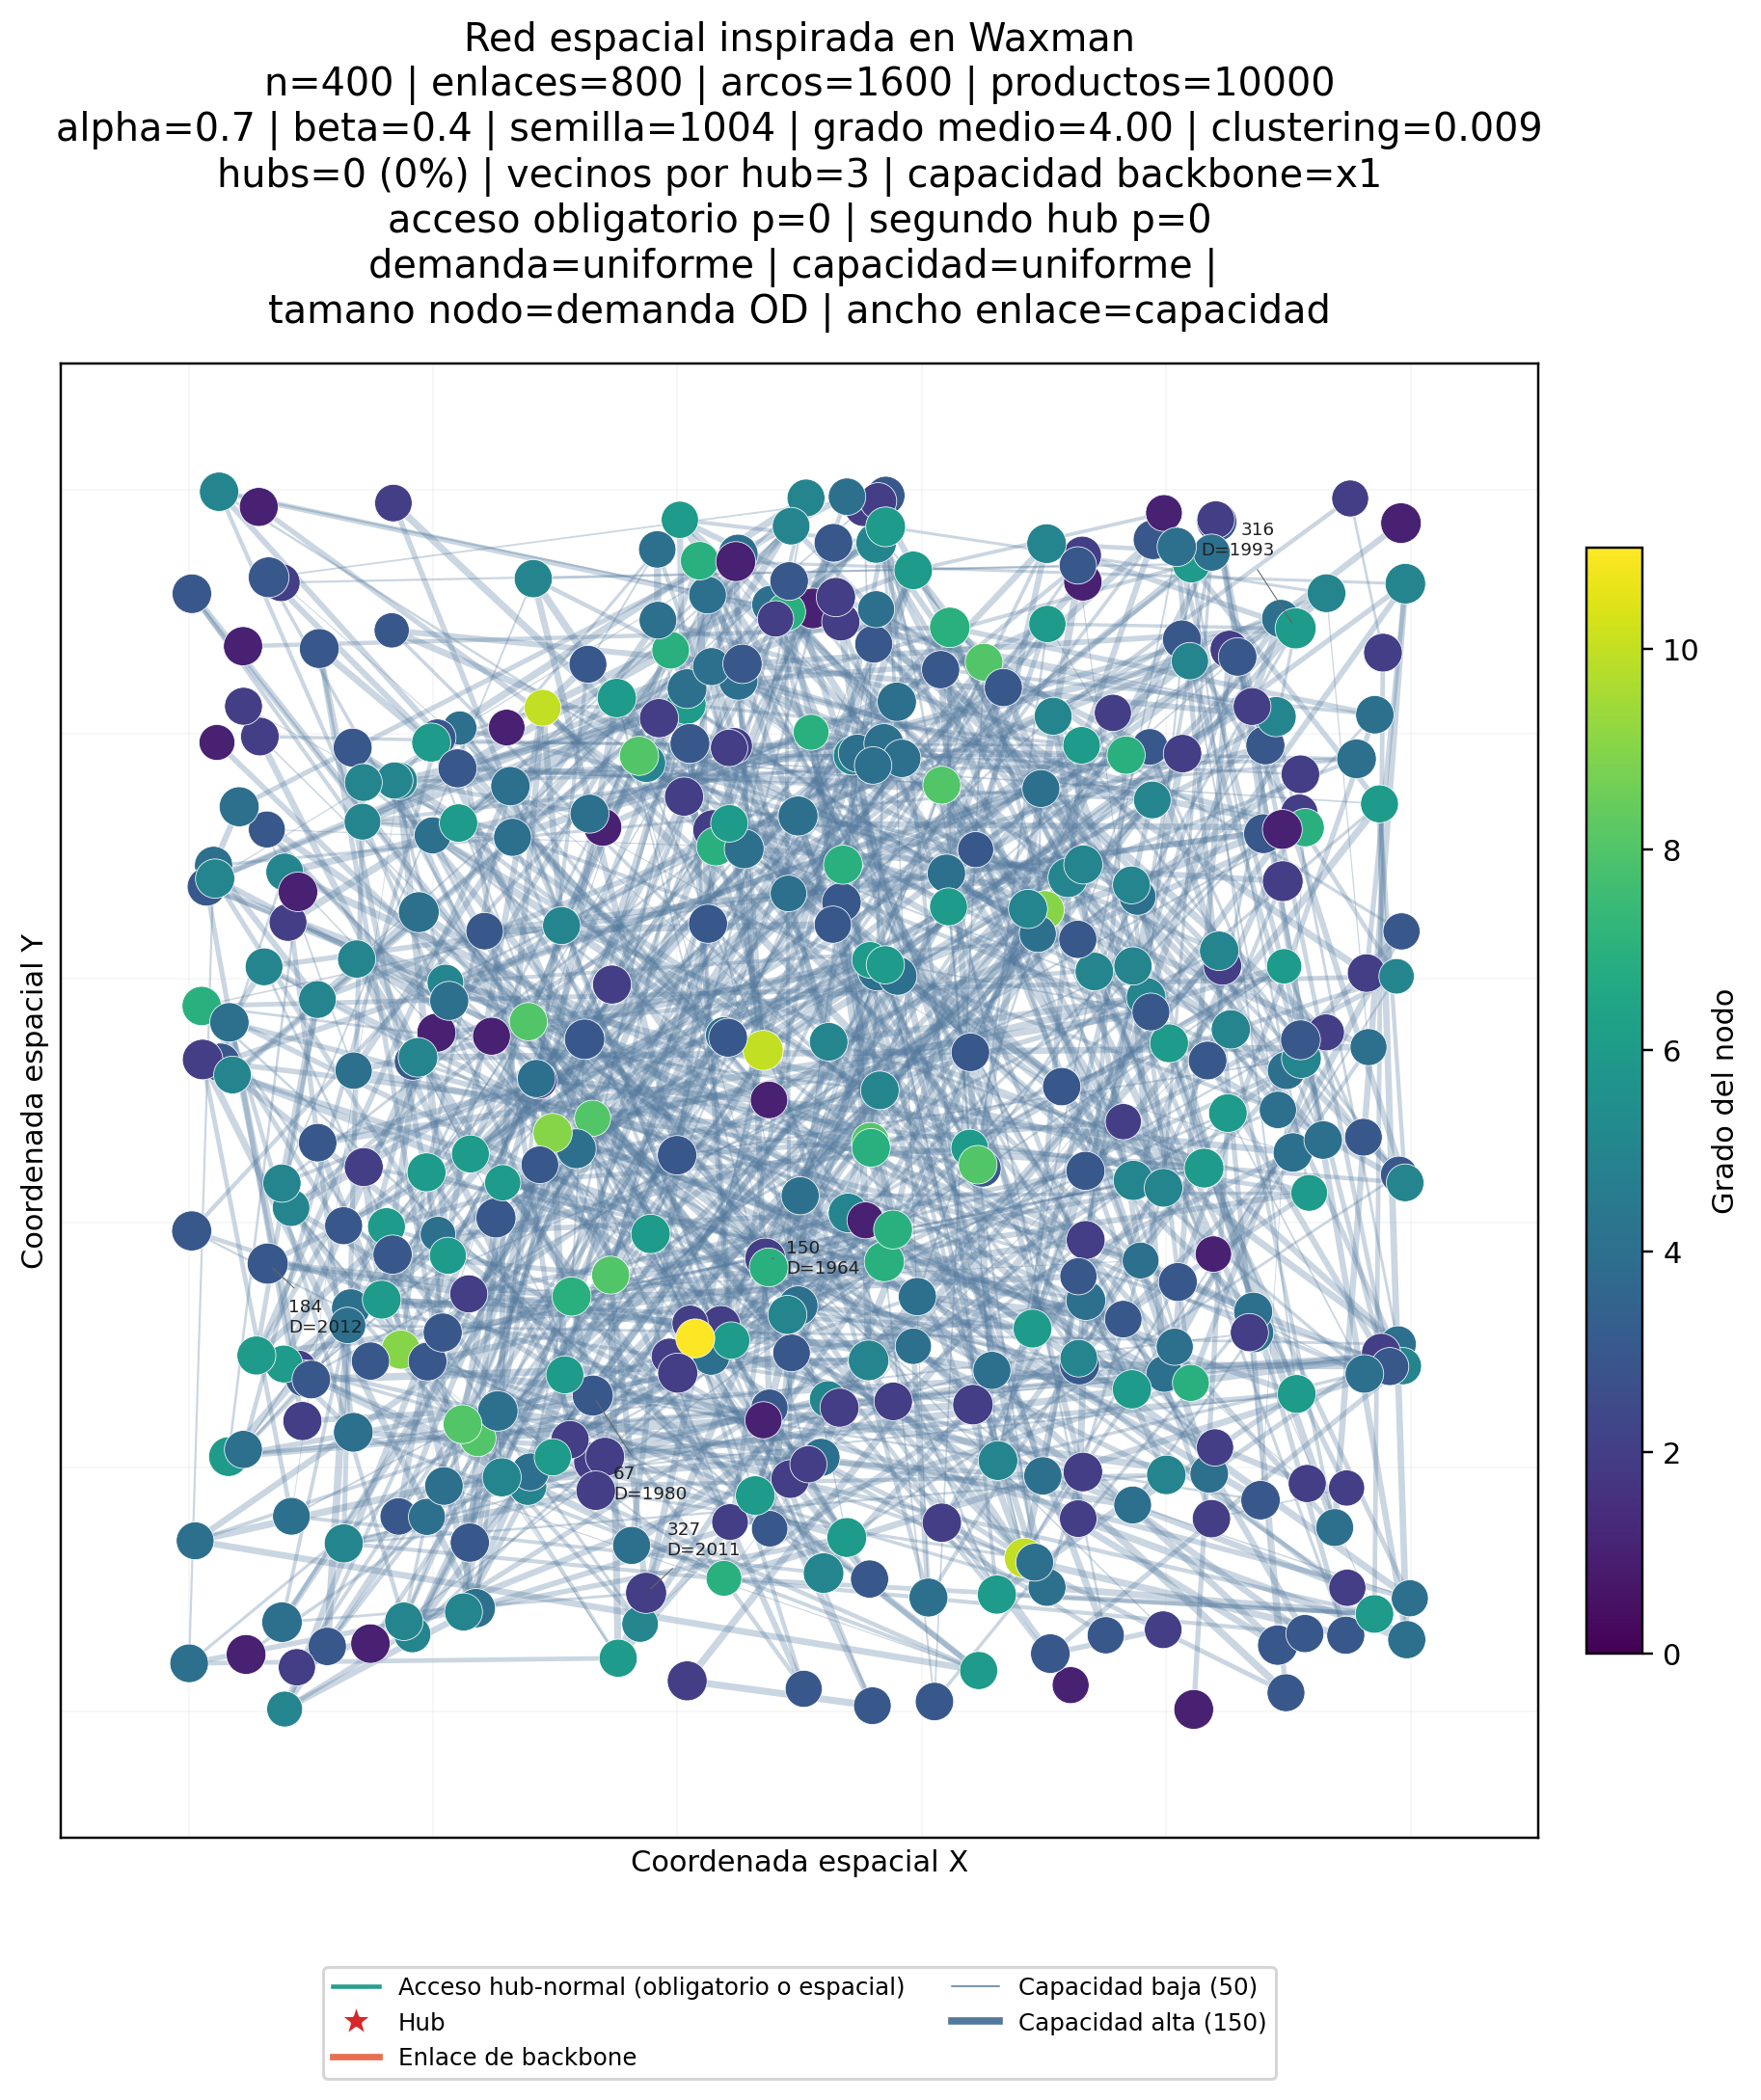 Red espacial inspirada en Waxman
n=400 | enlaces=800 | arcos=1600 | productos=10000
alpha=0.7 | beta=0.4 | semilla=1004 | grado medio=4.00 | clustering=0.009
hubs=0 (0%) | vecinos por hub=3 | capacidad backbone=x1
acceso obligatorio p=0 | segundo hub p=0
demanda=uniforme | capacidad=uniforme |
tamano nodo=demanda OD | ancho enlace=capacidad
316
D=1993
150
D=1964
184
D=2012
67
D=1980
327
D=2011
Coordenada espacial Y
Coordenada espacial X
10
8
6
4
2
0
Grado del nodo
Acceso hub-normal (obligatorio o espacial)
Hub
Enlace de backbone
Capacidad baja (50)
Capacidad alta (150)